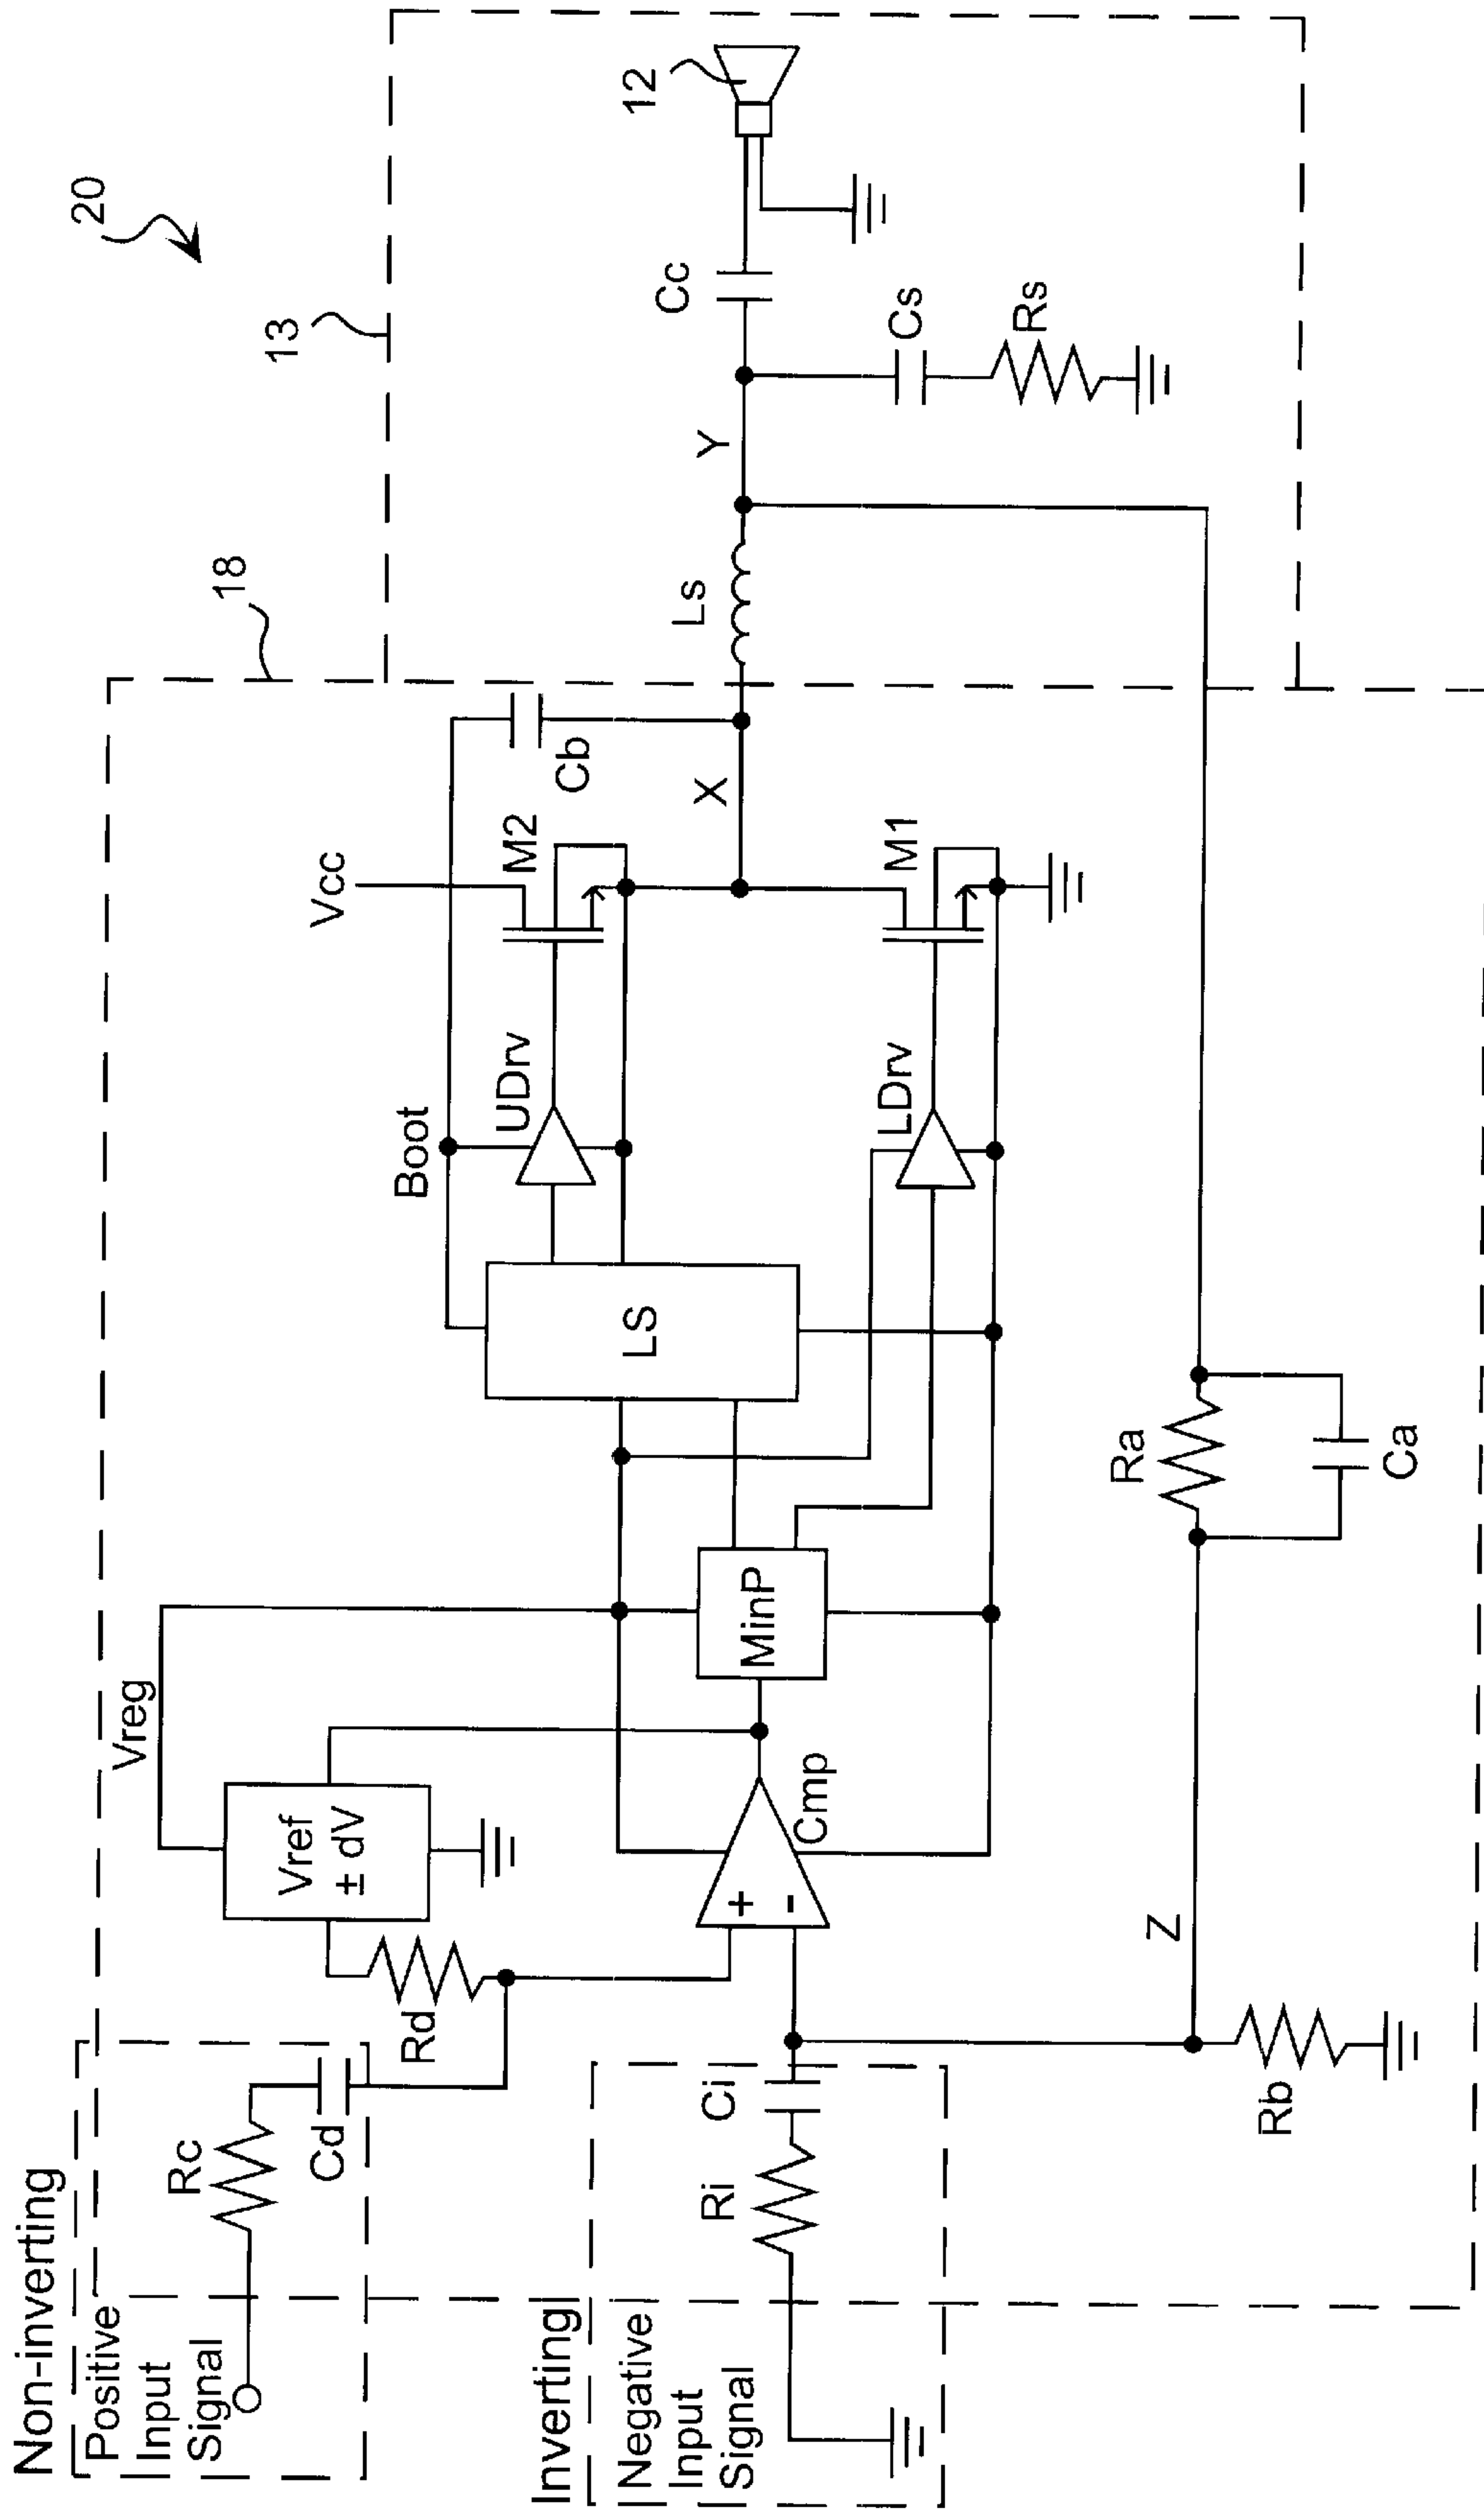 20
13
18
12
Non-inverting
Positive
Input
Signal
Rc
Cd
Rd
Vref
± dV
Vreg
Inverting
Negative
Input
Signal
Ri
Ci
+
-
Cmp
MinP
LS
Boot
UDrv
LDrv
Vcc
M2
M1
Cb
X
Ls
Y
Cc
Cs
Rs
Z
Ra
Ca
Rb